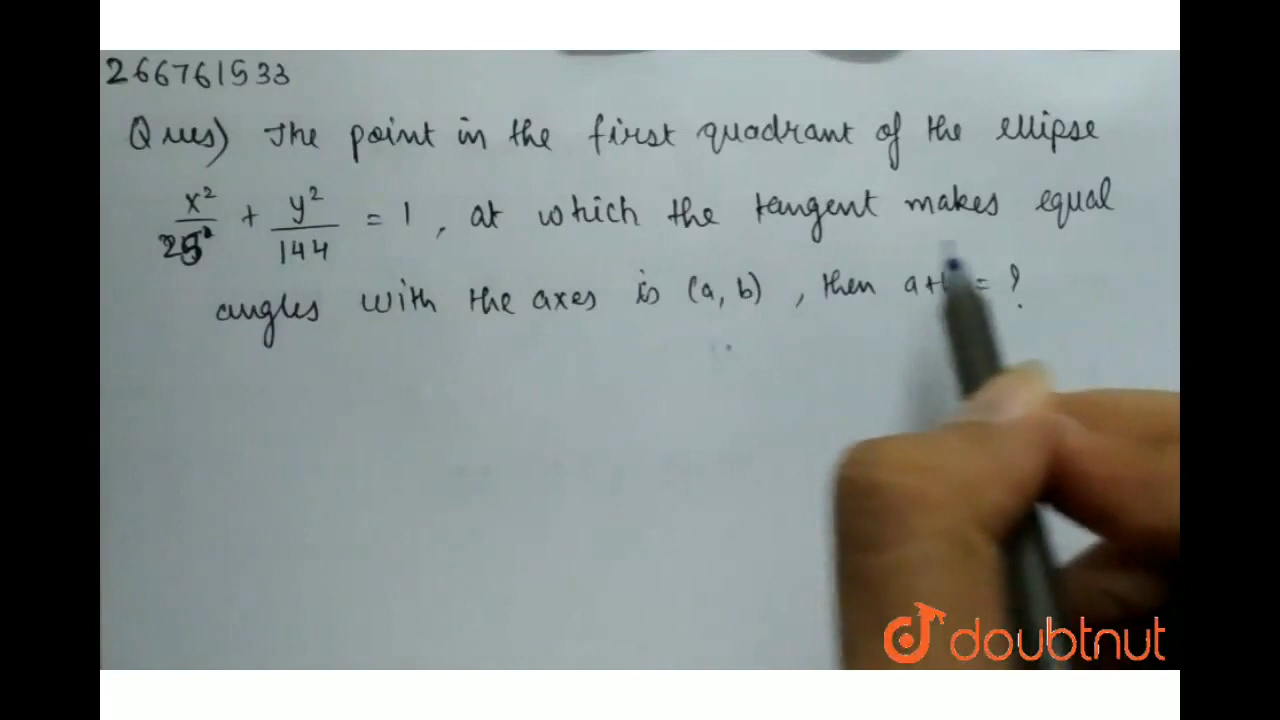 266761533
Ques) The point in the first quadrant of the ellipse
x²/25 + y²/144 = 1, at which the tangent makes equal
angles with the axes is (a, b), then a+ = ?
doubtnut